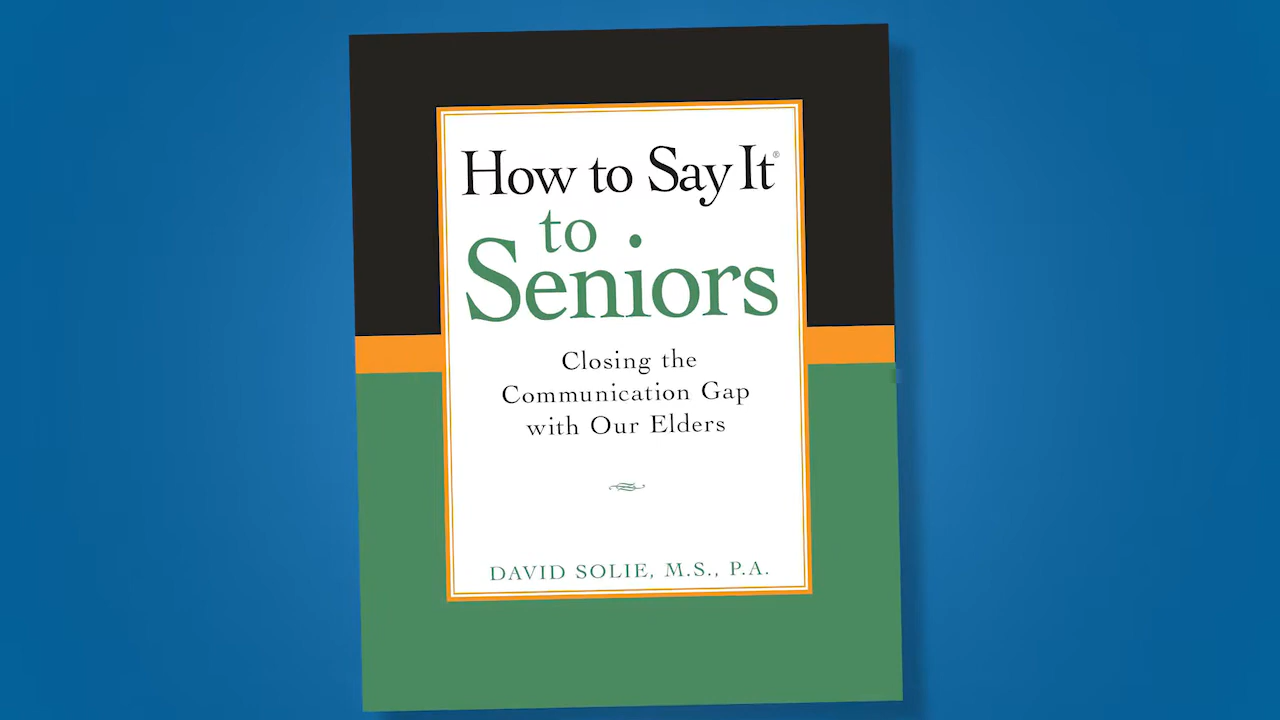 How to Say It®
to
Seniors
Closing the
Communication Gap
with Our Elders
DAVID SOLIE, M.S., P.A.